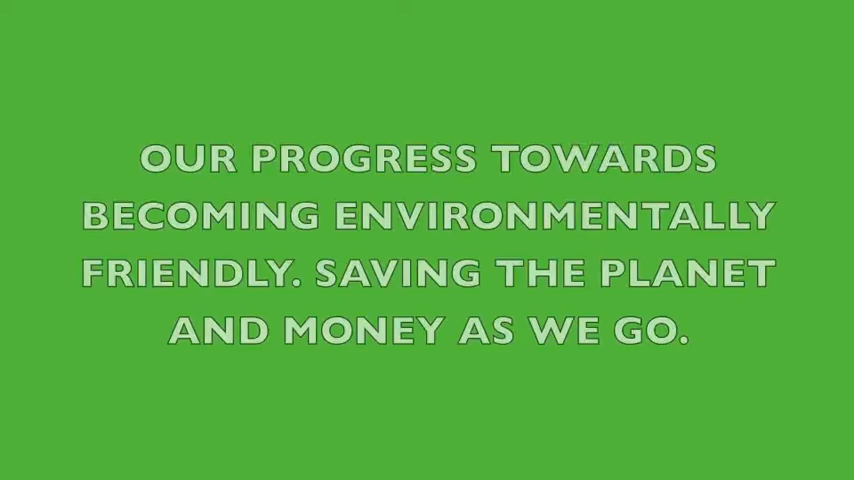 OUR PROGRESS TOWARDS
BECOMING ENVIRONMENTALLY
FRIENDLY. SAVING THE PLANET
AND MONEY AS WE GO.